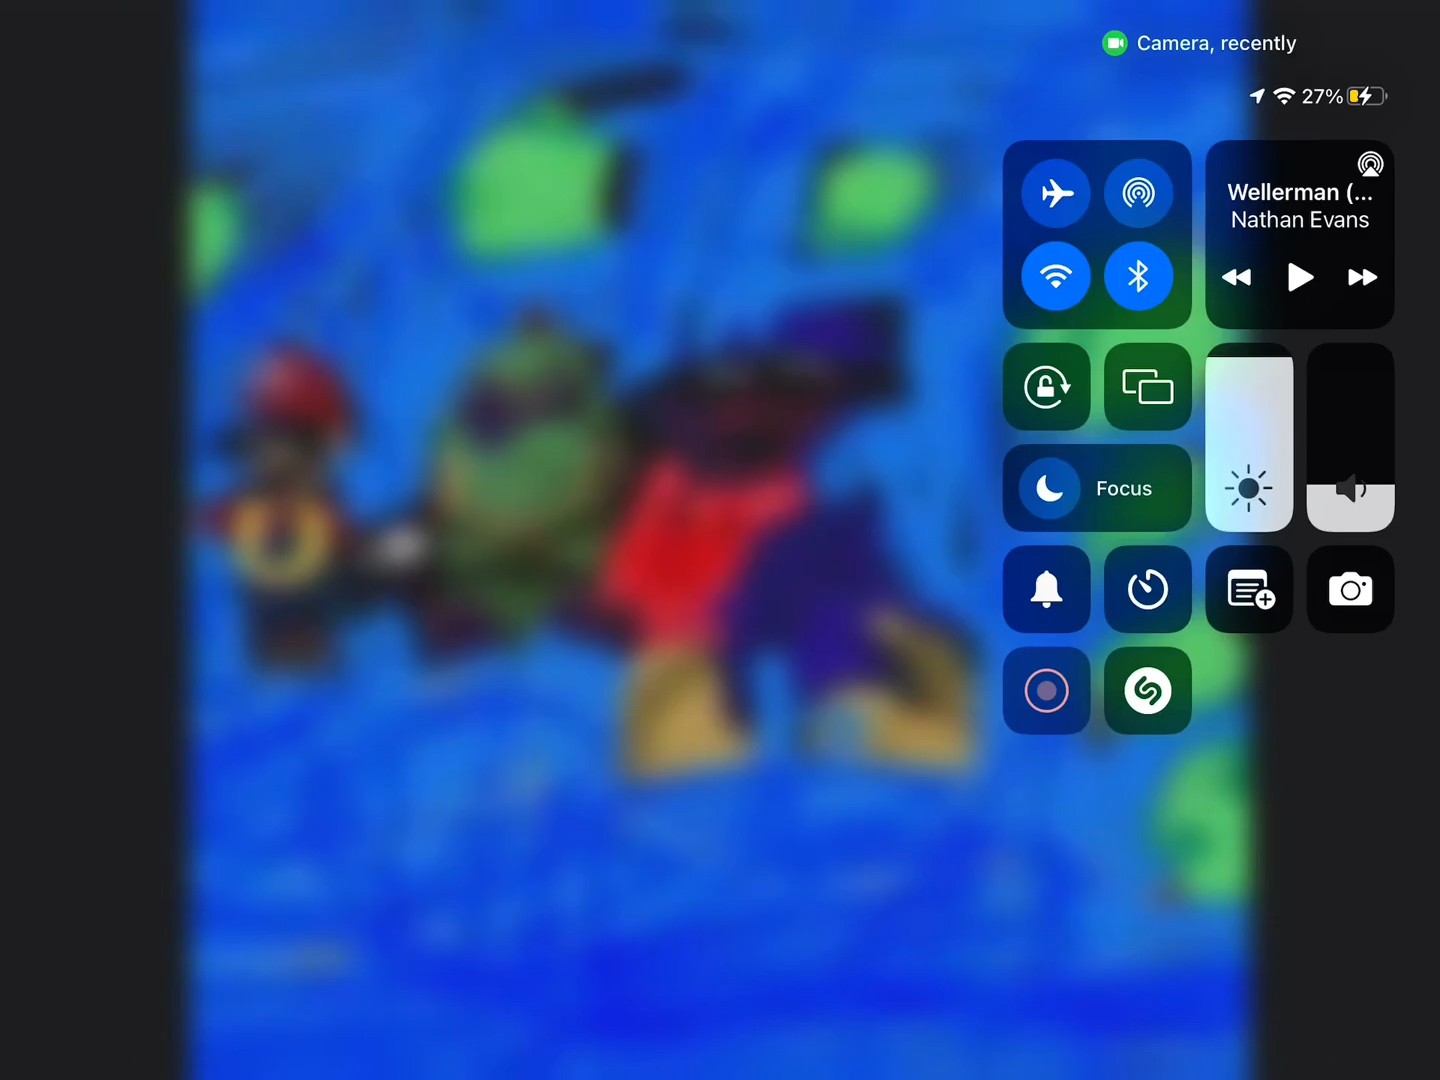 Camera, recently
27%
Wellerman (...
Nathan Evans
Focus